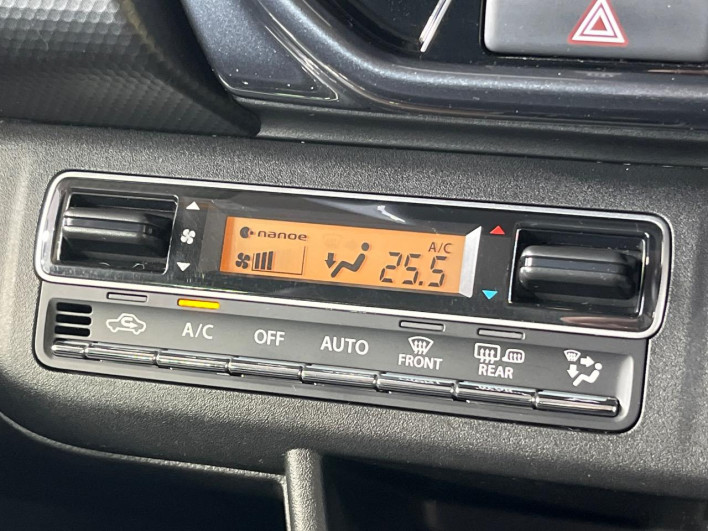 nanoe
A/C
25.5
A/C
OFF
AUTO
FRONT
REAR